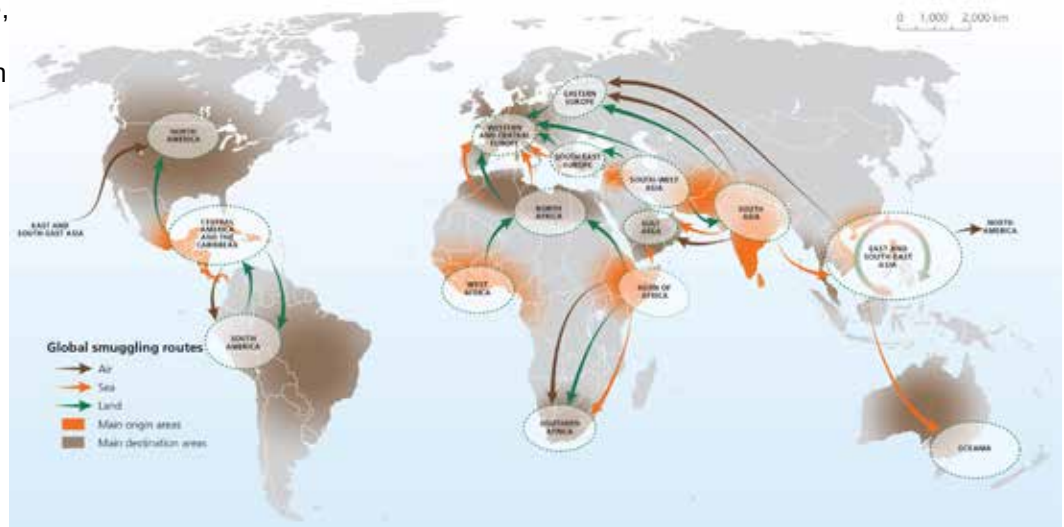 ,
n
0 1,000 2,000 km
EASTERN
EUROPE
NORTH
AMERICA
WESTERN
AND CENTRAL
EUROPE
SOUTH-EAST
EUROPE
SOUTH-WEST
ASIA
SOUTH
ASIA
EAST AND
SOUTH-EAST ASIA
CENTRAL
AMERICA
AND THE
CARIBBEAN
NORTH
AFRICA
GULF
AREA
NORTH
AMERICA
EAST AND
SOUTH-EAST
ASIA
WEST
AFRICA
HORN OF
AFRICA
SOUTH
AMERICA
Global smuggling routes
Air
Sea
Land
Main origin areas
Main destination areas
SOUTHERN
AFRICA
OCEANIA